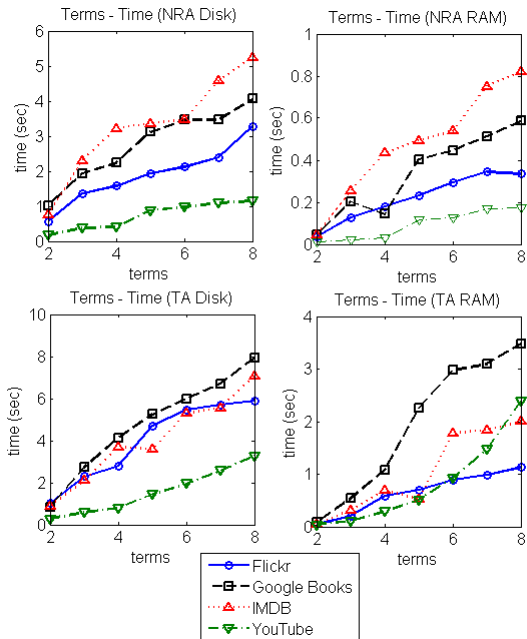 Terms - Time (NRA Disk)
6
5
4
3
2
1
0
time (sec)
2
4
6
8
terms
Terms - Time (NRA RAM)
1
0.8
0.6
0.4
0.2
0
time (sec)
2
4
6
8
terms
Terms - Time (TA Disk)
10
8
6
4
2
0
time (sec)
2
4
6
8
terms
Terms - Time (TA RAM)
4
3
2
1
0
time (sec)
2
4
6
8
terms
Flickr
Google Books
IMDB
YouTube